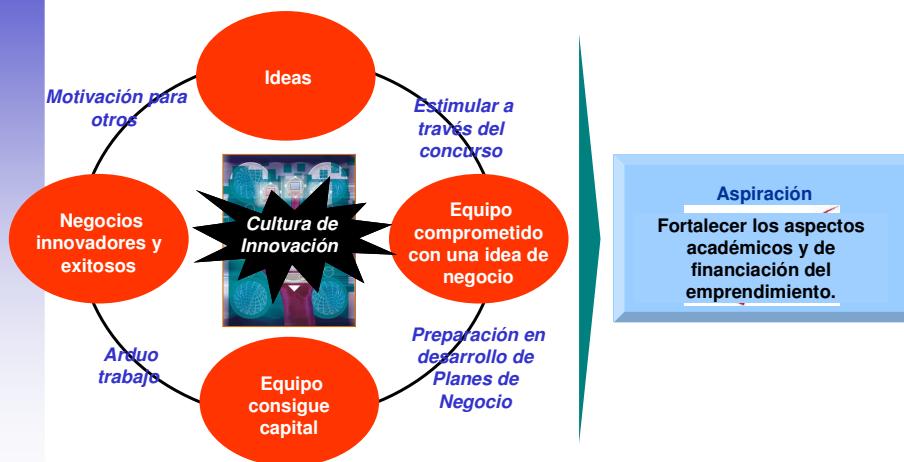 Ideas
Motivación para
otros
Estimular a
través del
concurso
Negocios
innovadores y
exitosos
Cultura de
Innovación
Equipo
comprometido
con una idea de
negocio
Arduo
trabajo
Equipo
consigue
capital
Preparación en
desarrollo de
Planes de
Negocio
Aspiración
Fortalecer los aspectos
académicos y de
financiación del
emprendimiento.